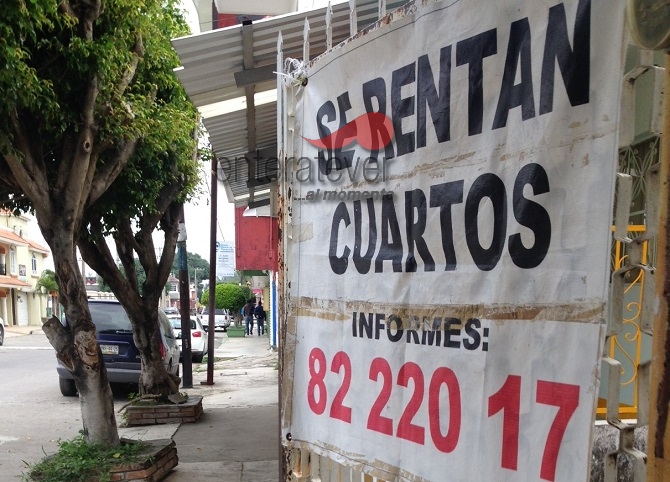 SE RENTAN
enteratever
...al momento
CUARTOS
INFORMES:
82 220 17